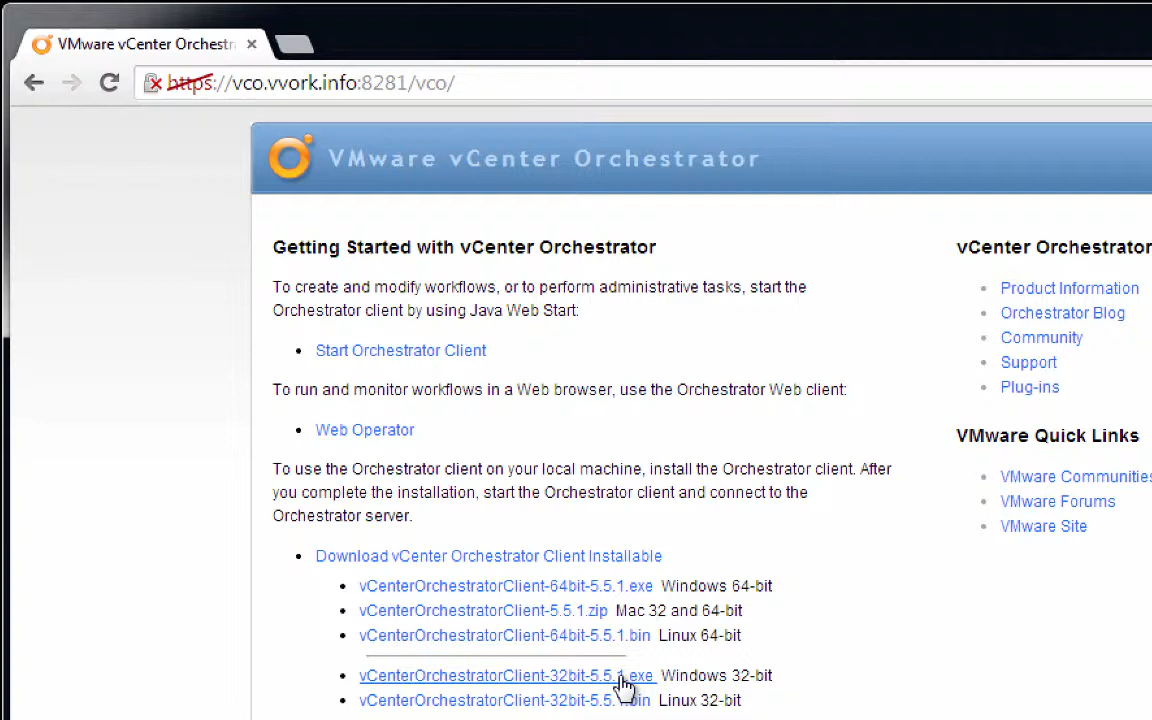 VMware vCenter Orchestr
https://vco.vvork.info:8281/vco/
VMware vCenter Orchestrator
Getting Started with vCenter Orchestrator
To create and modify workflows, or to perform administrative tasks, start the
Orchestrator client by using Java Web Start:
Start Orchestrator Client
To run and monitor workflows in a Web browser, use the Orchestrator Web client:
Web Operator
To use the Orchestrator client on your local machine, install the Orchestrator client. After
you complete the installation, start the Orchestrator client and connect to the
Orchestrator server.
Download vCenter Orchestrator Client Installable
vCenterOrchestratorClient-64bit-5.5.1.exe Windows 64-bit
vCenterOrchestratorClient-5.5.1.zip Mac 32 and 64-bit
vCenterOrchestratorClient-64bit-5.5.1.bin Linux 64-bit
vCenterOrchestratorClient-32bit-5.5.1.exe Windows 32-bit
vCenterOrchestratorClient-32bit-5.5.1.bin Linux 32-bit
vCenter Orchestrator
Product Information
Orchestrator Blog
Community
Support
Plug-ins
VMware Quick Links
VMware Communities
VMware Forums
VMware Site